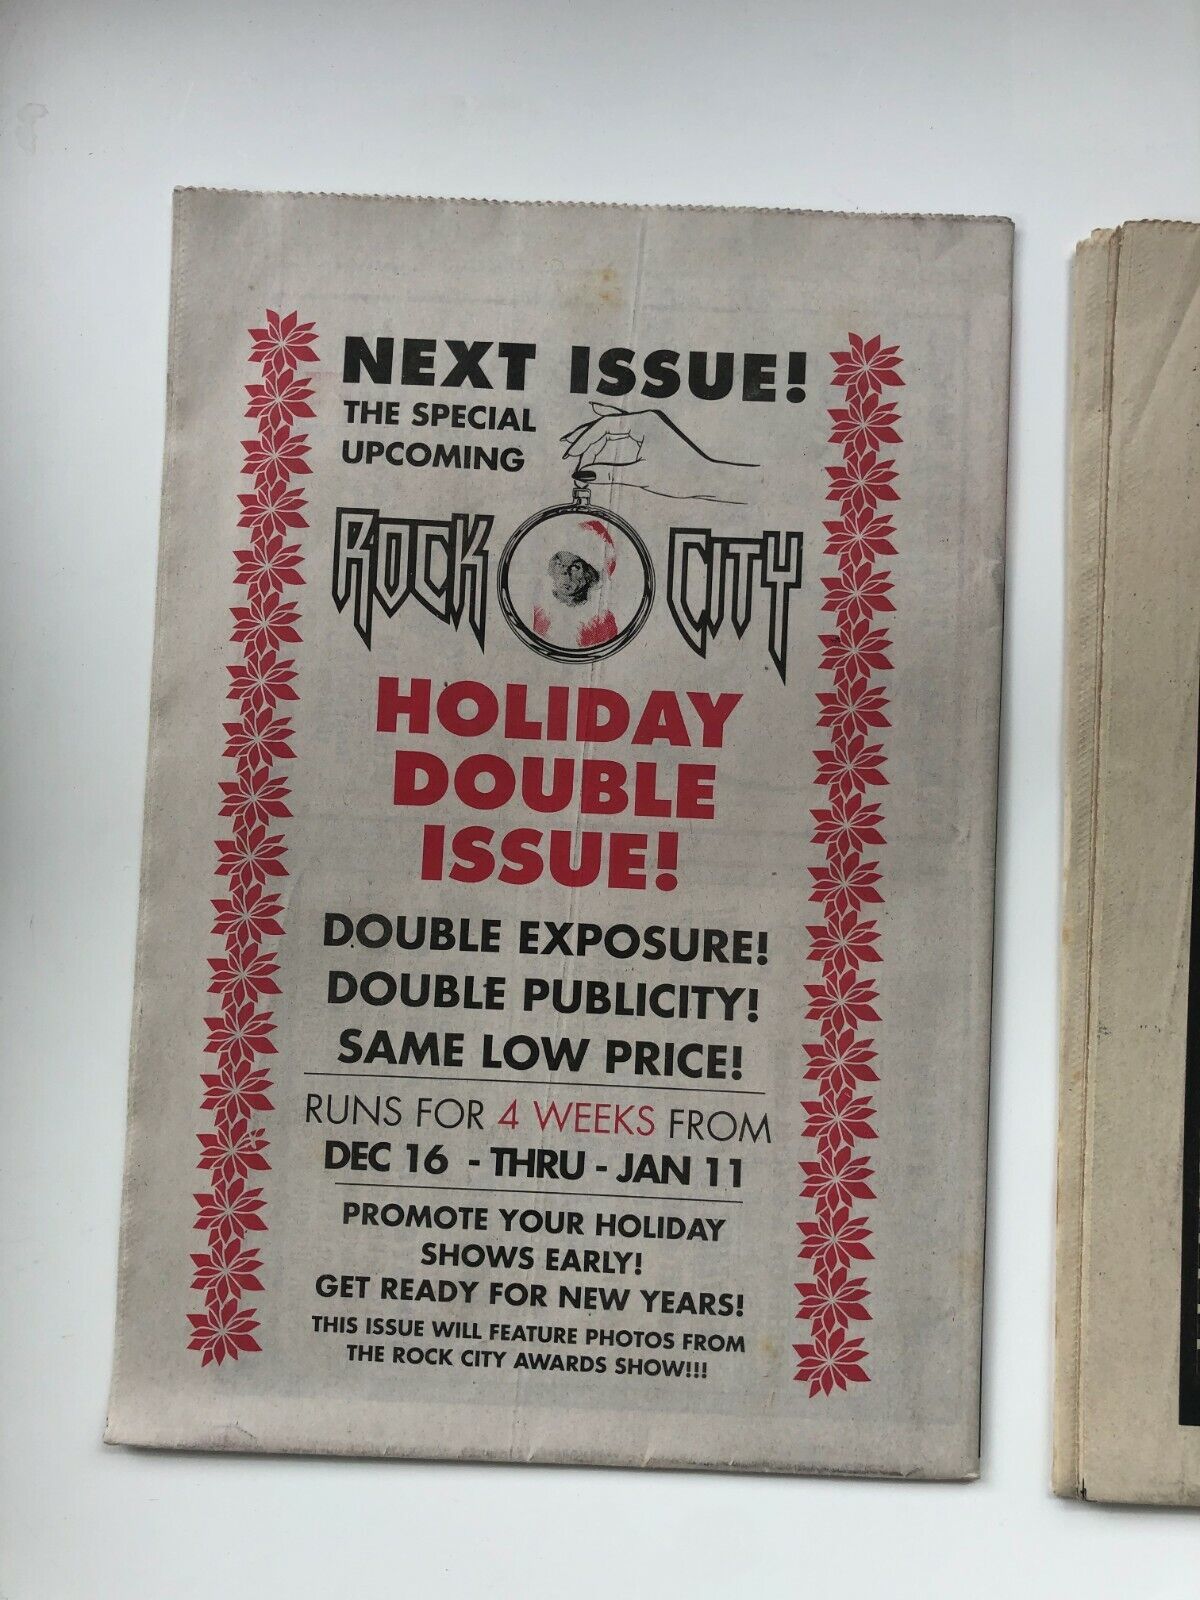 NEXT ISSUE!
THE SPECIAL
UPCOMING
ROCK CITY
HOLIDAY
DOUBLE
ISSUE!
DOUBLE EXPOSURE!
DOUBLE PUBLICITY!
SAME LOW PRICE!
RUNS FOR 4 WEEKS FROM
DEC 16 - THRU - JAN 11
PROMOTE YOUR HOLIDAY
SHOWS EARLY!
GET READY FOR NEW YEARS!
THIS ISSUE WILL FEATURE PHOTOS FROM
THE ROCK CITY AWARDS SHOW!!!